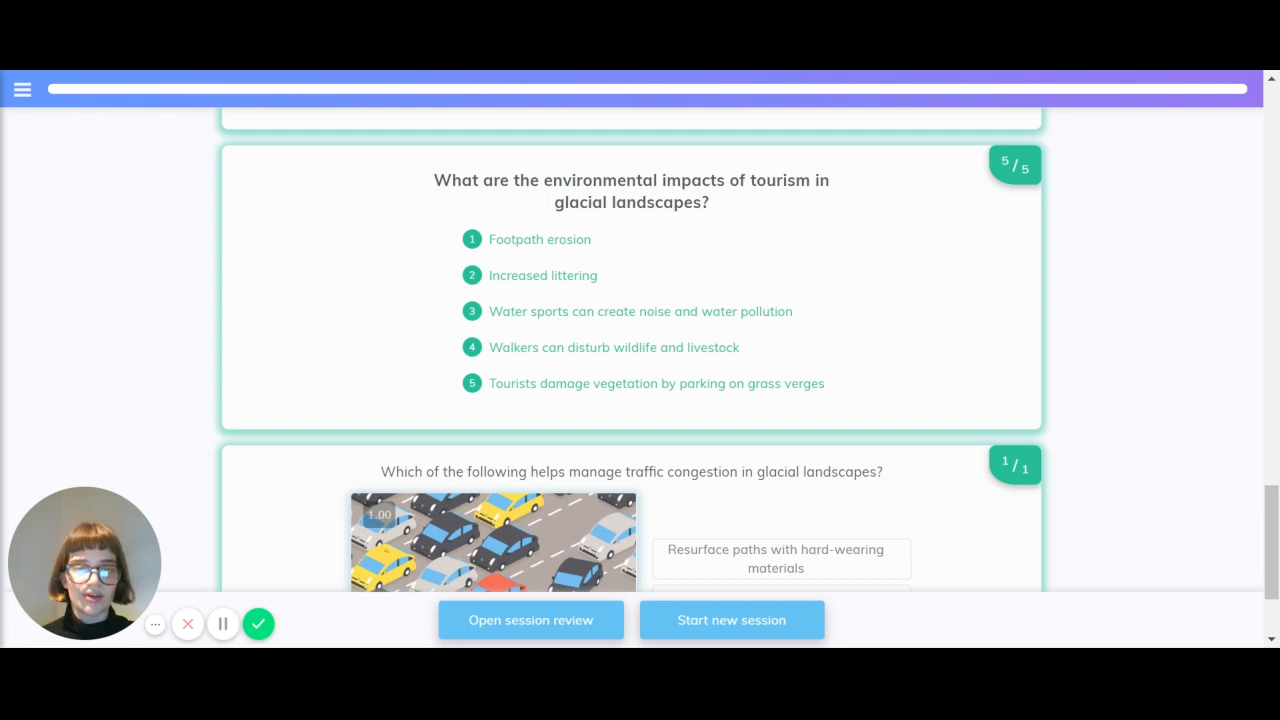 5 / 5
What are the environmental impacts of tourism in
glacial landscapes?
1 Footpath erosion
2 Increased littering
3 Water sports can create noise and water pollution
4 Walkers can disturb wildlife and livestock
5 Tourists damage vegetation by parking on grass verges
1 / 1
Which of the following helps manage traffic congestion in glacial landscapes?
1.00
Resurface paths with hard-wearing
materials
Open session review
Start new session